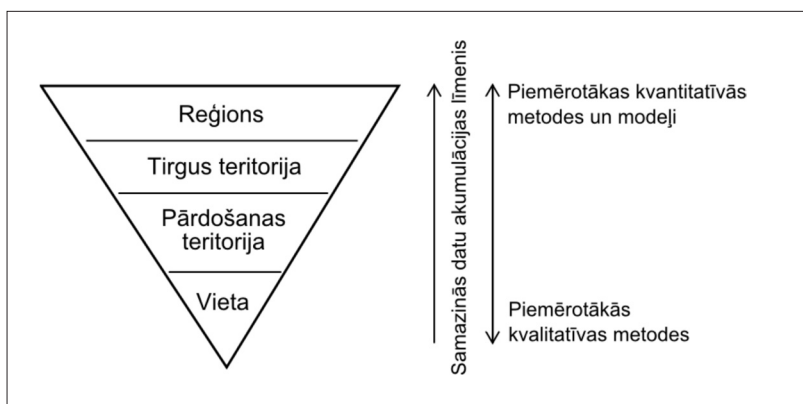 Reģions
Tirgus teritorija
Pārdošanas
teritorija
Vieta
Samazinās datu akumulācijas līmenis
Piemērotākas kvantitatīvās
metodes un modeļi
Piemērotākās
kvalitatīvas metodes